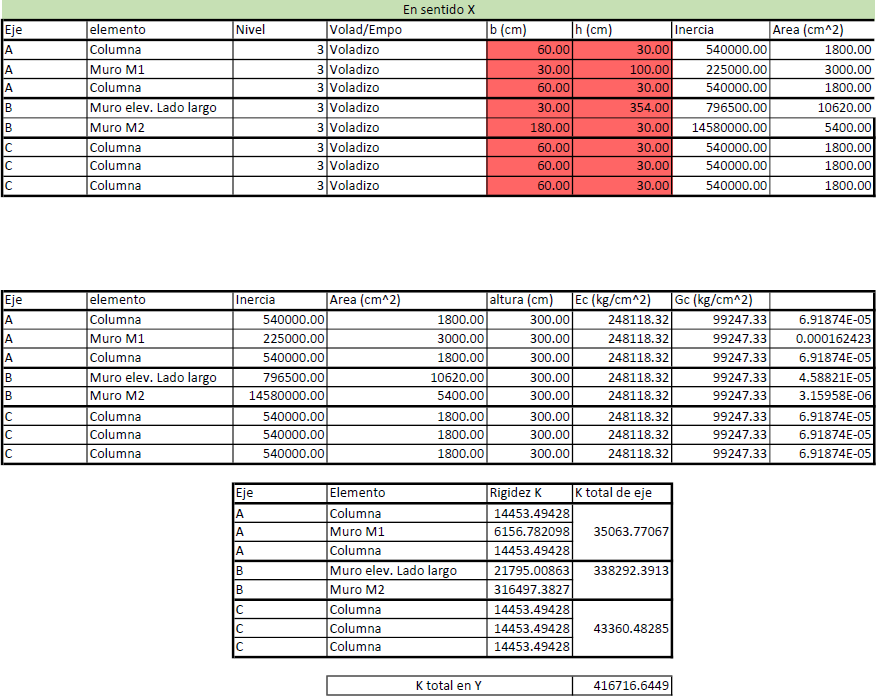 En sentido X
Eje elemento Nivel Volad/Empo b (cm) h (cm) Inercia Area (cm^2)
A Columna 3 Voladizo 60.00 30.00 540000.00 1800.00
A Muro M1 3 Voladizo 30.00 100.00 225000.00 3000.00
A Columna 3 Voladizo 60.00 30.00 540000.00 1800.00
B Muro elev. Lado largo 3 Voladizo 30.00 354.00 796500.00 10620.00
B Muro M2 3 Voladizo 180.00 30.00 14580000.00 5400.00
C Columna 3 Voladizo 60.00 30.00 540000.00 1800.00
C Columna 3 Voladizo 60.00 30.00 540000.00 1800.00
C Columna 3 Voladizo 60.00 30.00 540000.00 1800.00
Eje elemento Inercia Area (cm^2) altura (cm) Ec (kg/cm^2) Gc (kg/cm^2)
A Columna 540000.00 1800.00 300.00 248118.32 99247.33 6.91874E-05
A Muro M1 225000.00 3000.00 300.00 248118.32 99247.33 0.000162423
A Columna 540000.00 1800.00 300.00 248118.32 99247.33 6.91874E-05
B Muro elev. Lado largo 796500.00 10620.00 300.00 248118.32 99247.33 4.58821E-05
B Muro M2 14580000.00 5400.00 300.00 248118.32 99247.33 3.15958E-06
C Columna 540000.00 1800.00 300.00 248118.32 99247.33 6.91874E-05
C Columna 540000.00 1800.00 300.00 248118.32 99247.33 6.91874E-05
C Columna 540000.00 1800.00 300.00 248118.32 99247.33 6.91874E-05
Eje Elemento Rigidez K K total de eje
A Columna 14453.49428
A Muro M1 6156.782098 35063.77067
A Columna 14453.49428
B Muro elev. Lado largo 21795.00863 338292.3913
B Muro M2 316497.3827
C Columna 14453.49428
C Columna 14453.49428 43360.48285
C Columna 14453.49428
K total en Y 416716.6449